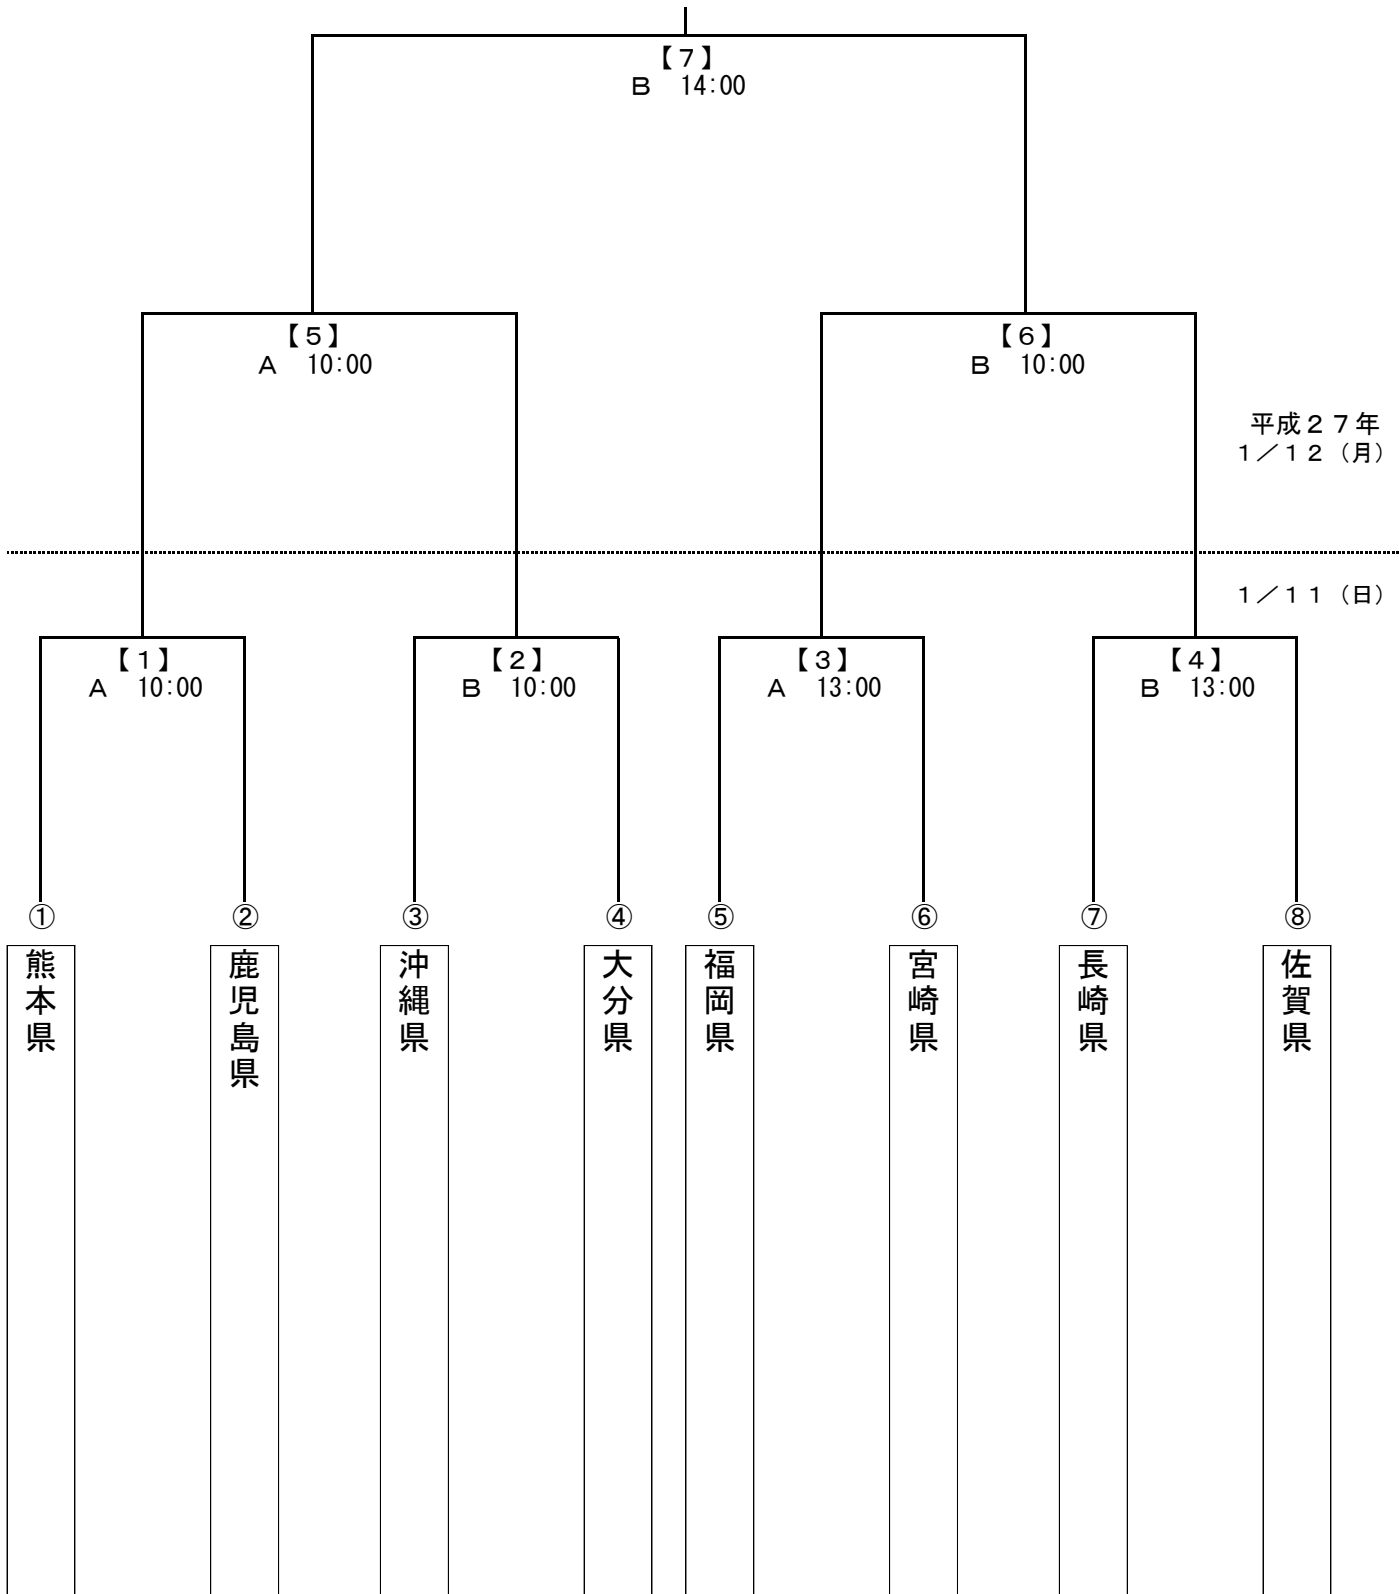 【７】
Ｂ　14:00
【５】
Ａ　10:00
【６】
Ｂ　10:00
平成２７年
１／１２（月）
１／１１（日）
【１】
Ａ　10:00
【２】
Ｂ　10:00
【３】
Ａ　13:00
【４】
Ｂ　13:00
①
②
③
④
⑤
⑥
⑦
⑧
熊本県
鹿児島県
沖縄県
大分県
福岡県
宮崎県
長崎県
佐賀県